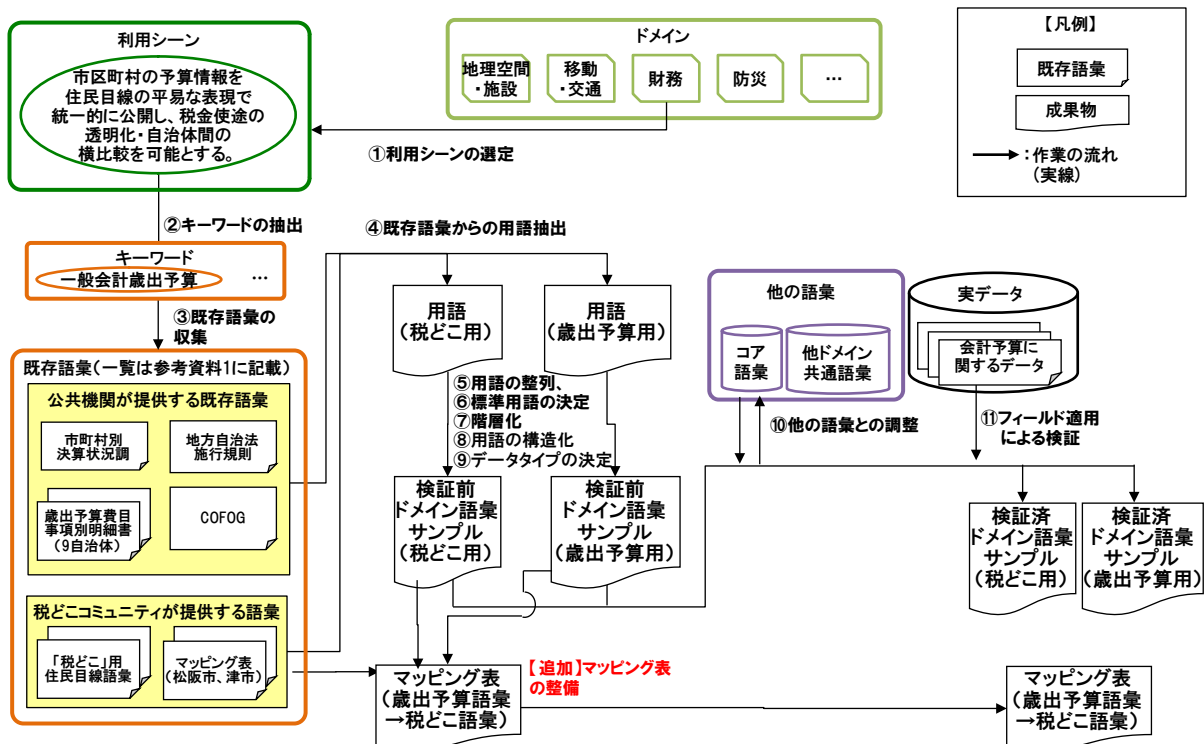 利用シーン
市区町村の予算情報を
住民目線の平易な表現で
統一的に公開し、税金使途の
透明化・自治体間の
横比較を可能とする。
ドメイン
地理空間
・施設
移動
・交通
財務
防災
…
【凡例】
既存語彙
成果物
:作業の流れ
(実線)
①利用シーンの選定
②キーワードの抽出
キーワード
一般会計歳出予算
…
③既存語彙の
収集
④既存語彙からの用語抽出
既存語彙(一覧は参考資料1に記載)
公共機関が提供する既存語彙
市町村別
決算状況調
地方自治法
施行規則
歳出予算費目
事項別明細書
(9自治体)
COFOG
税どこコミュニティが提供する語彙
「税どこ」用
住民目線語彙
マッピング表
(松阪市、津市)
用語
(税どこ用)
用語
(歳出予算用)
⑤用語の整列、
⑥標準用語の決定
⑦階層化
⑧用語の構造化
⑨データタイプの決定
検証前
ドメイン語彙
サンプル
(税どこ用)
検証前
ドメイン語彙
サンプル
(歳出予算用)
他の語彙
コア
語彙
他ドメイン
共通語彙
実データ
会計予算に
関するデータ
⑩他の語彙との調整
⑪フィールド適用
による検証
検証済
ドメイン語彙
サンプル
(税どこ用)
検証済
ドメイン語彙
サンプル
(歳出予算用)
マッピング表
(歳出予算語彙
→税どこ語彙)
【追加】マッピング表
の整備
マッピング表
(歳出予算語彙
→税どこ語彙)